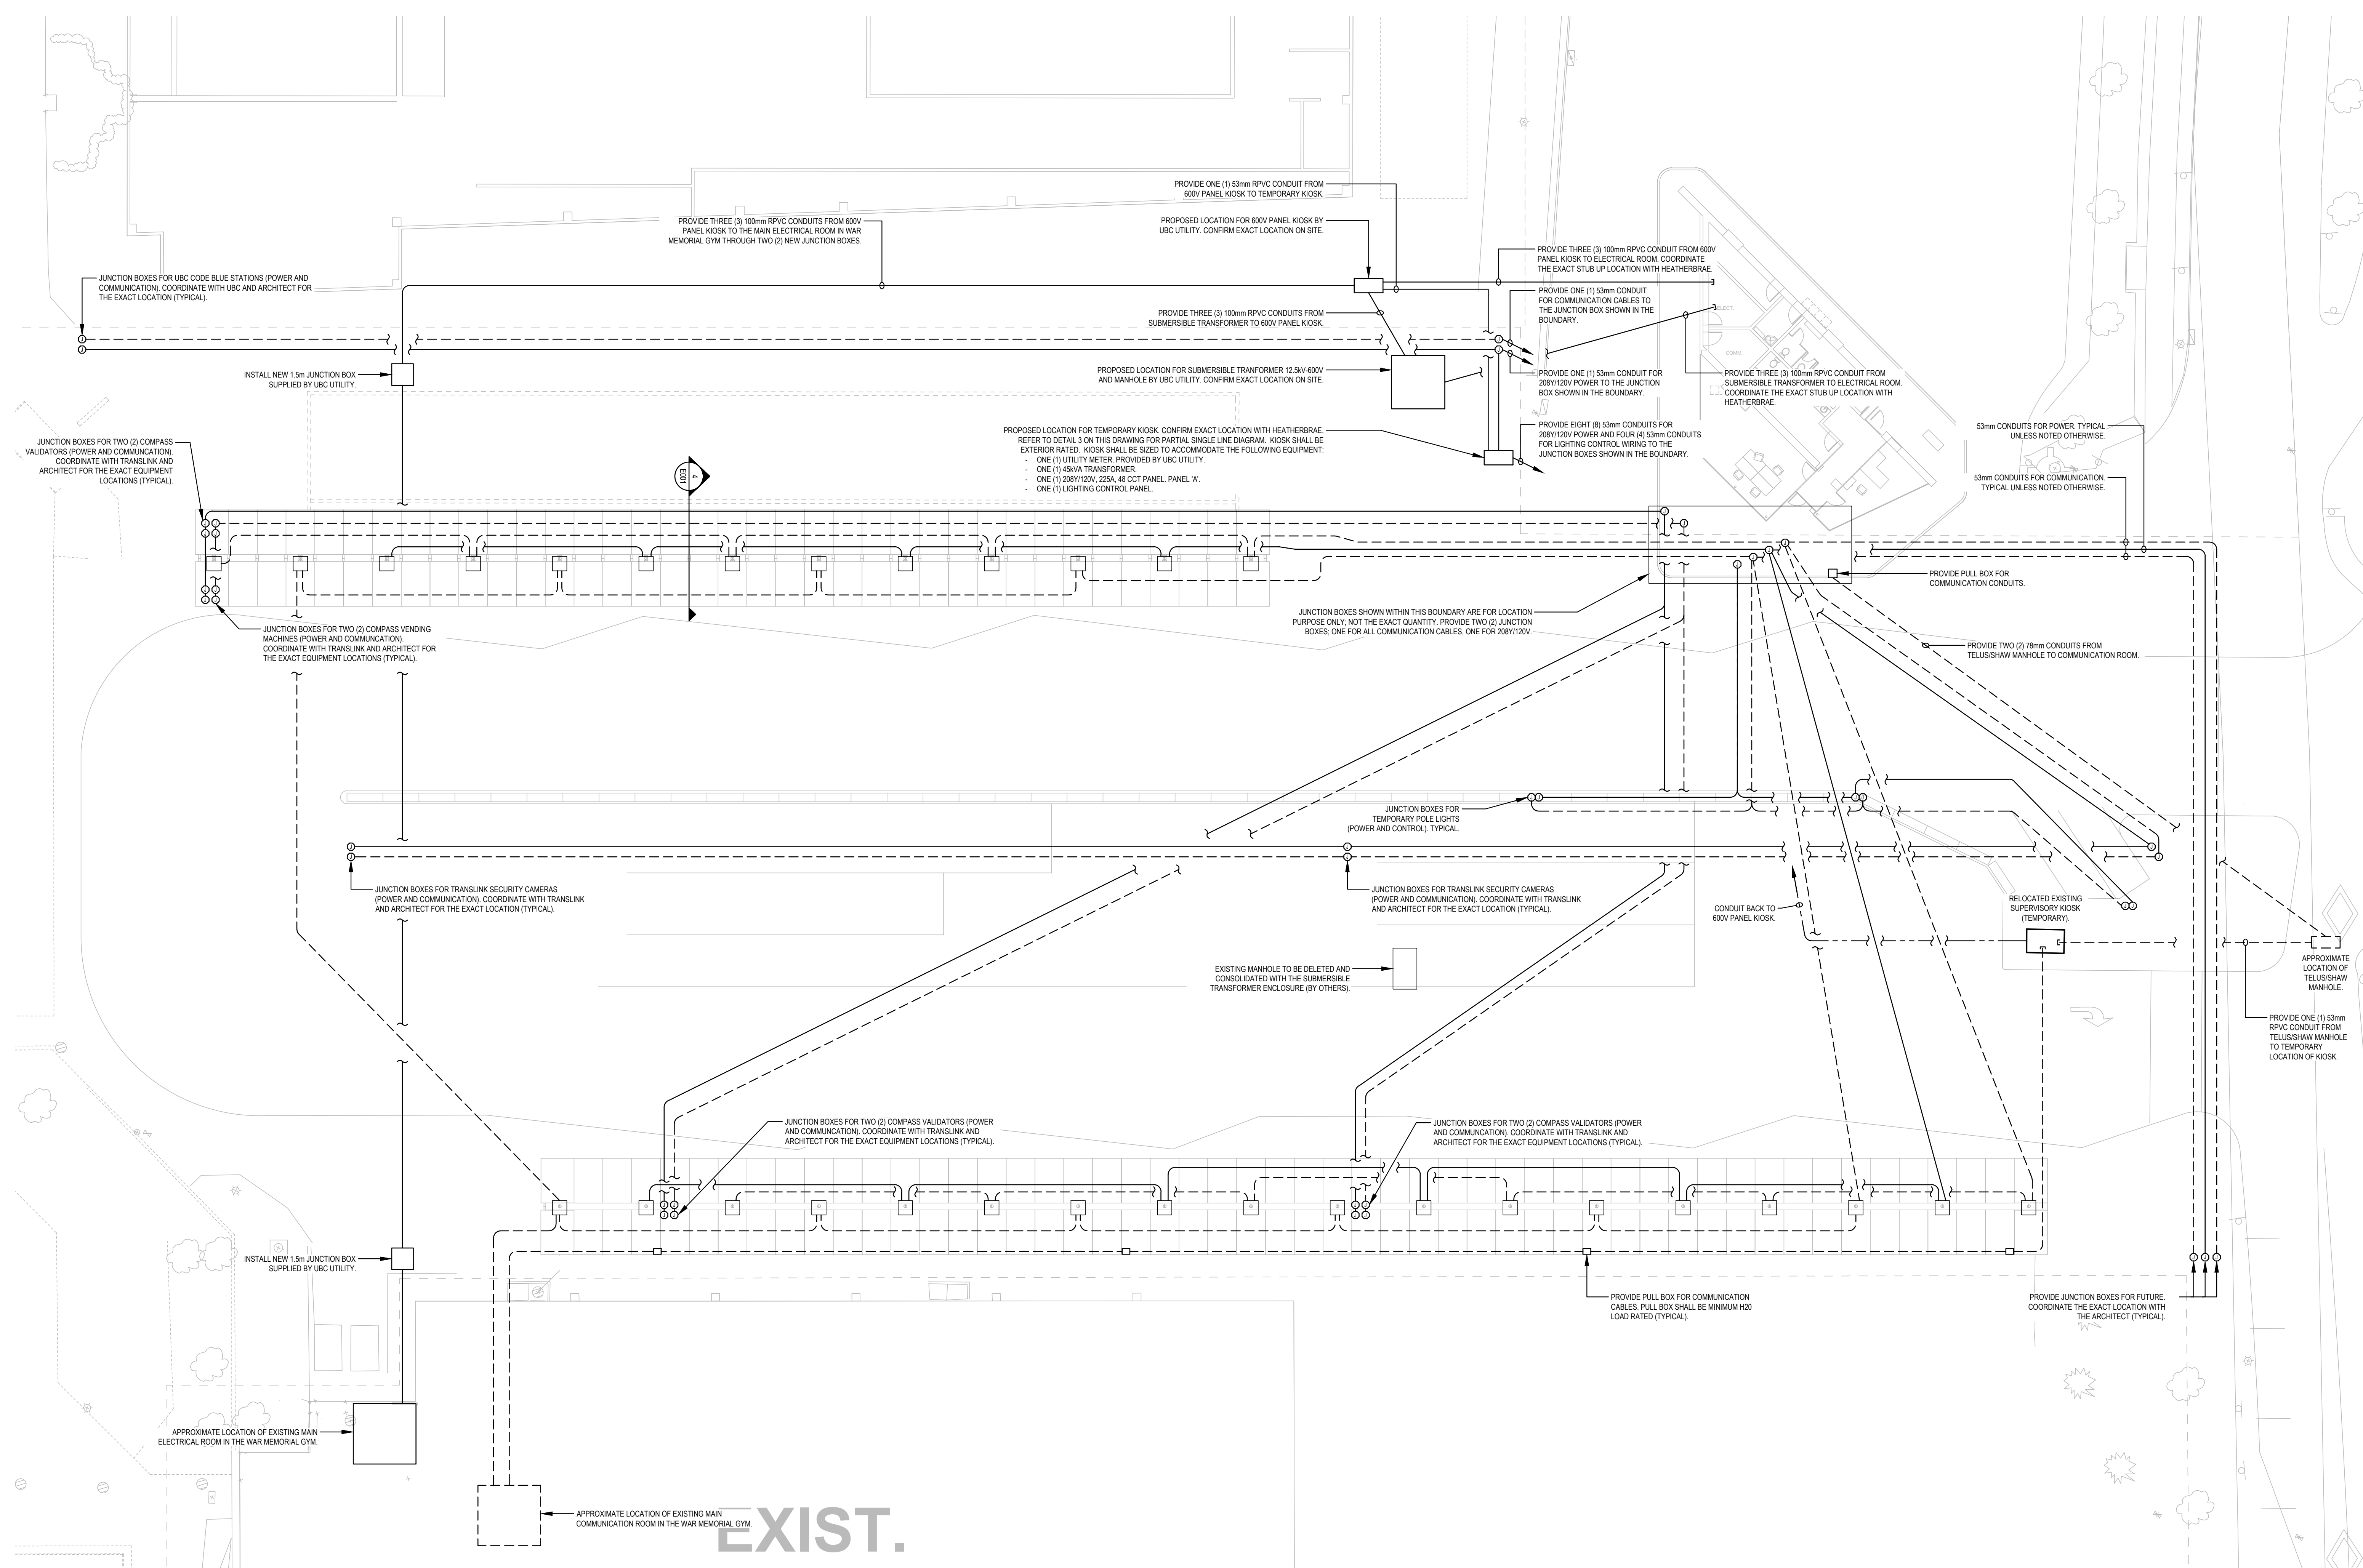 PROVIDE ONE (1) 53mm RPVC CONDUIT FROM
600V PANEL KIOSK TO TEMPORARY KIOSK.
PROVIDE THREE (3) 100mm RPVC CONDUITS FROM 600V
PANEL KIOSK TO THE MAIN ELECTRICAL ROOM IN WAR
MEMORIAL GYM THROUGH TWO (2) NEW JUNCTION BOXES.
PROPOSED LOCATION FOR 600V PANEL KIOSK BY
UBC UTILITY. CONFIRM EXACT LOCATION ON SITE.
PROVIDE THREE (3) 100mm RPVC CONDUIT FROM 600V
PANEL KIOSK TO ELECTRICAL ROOM. COORDINATE
THE EXACT STUB UP LOCATION WITH HEATHERBRAE.
JUNCTION BOXES FOR UBC CODE BLUE STATIONS (POWER AND
COMMUNICATION). COORDINATE WITH UBC AND ARCHITECT FOR
THE EXACT LOCATION (TYPICAL).
PROVIDE ONE (1) 53mm CONDUIT
FOR COMMUNICATION CABLES TO
THE JUNCTION BOX SHOWN IN THE
BOUNDARY.
PROVIDE THREE (3) 100mm RPVC CONDUITS FROM
SUBMERSIBLE TRANSFORMER TO 600V PANEL KIOSK.
ELECT.
COMM.
INSTALL NEW 1.5m JUNCTION BOX
SUPPLIED BY UBC UTILITY.
PROPOSED LOCATION FOR SUBMERSIBLE TRANFORMER 12.5kV-600V
AND MANHOLE BY UBC UTILITY. CONFIRM EXACT LOCATION ON SITE.
PROVIDE ONE (1) 53mm CONDUIT FOR
208Y/120V POWER TO THE JUNCTION
BOX SHOWN IN THE BOUNDARY.
PROVIDE THREE (3) 100mm RPVC CONDUIT FROM
SUBMERSIBLE TRANSFORMER TO ELECTRICAL ROOM.
COORDINATE THE EXACT STUB UP LOCATION WITH
HEATHERBRAE.
JUNCTION BOXES FOR TWO (2) COMPASS
VALIDATORS (POWER AND COMMUNCATION).
COORDINATE WITH TRANSLINK AND
ARCHITECT FOR THE EXACT EQUIPMENT
LOCATIONS (TYPICAL).
4
E001
PROPOSED LOCATION FOR TEMPORARY KIOSK. CONFIRM EXACT LOCATION WITH HEATHERBRAE.
REFER TO DETAIL 3 ON THIS DRAWING FOR PARTIAL SINGLE LINE DIAGRAM. KIOSK SHALL BE
EXTERIOR RATED. KIOSK SHALL BE SIZED TO ACCOMMODATE THE FOLLOWING EQUIPMENT:
- ONE (1) UTILITY METER. PROVIDED BY UBC UTILITY.
- ONE (1) 45kVA TRANSFORMER.
- ONE (1) 208Y/120V, 225A, 48 CCT PANEL. PANEL 'A'.
- ONE (1) LIGHTING CONTROL PANEL.
PROVIDE EIGHT (8) 53mm CONDUITS FOR
208Y/120V POWER AND FOUR (4) 53mm CONDUITS
FOR LIGHTING CONTROL WIRING TO THE
JUNCTION BOXES SHOWN IN THE BOUNDARY.
53mm CONDUITS FOR POWER. TYPICAL
UNLESS NOTED OTHERWISE.
53mm CONDUITS FOR COMMUNICATION.
TYPICAL UNLESS NOTED OTHERWISE.
PROVIDE PULL BOX FOR
COMMUNICATION CONDUITS.
JUNCTION BOXES SHOWN WITHIN THIS BOUNDARY ARE FOR LOCATION
PURPOSE ONLY; NOT THE EXACT QUANTITY. PROVIDE TWO (2) JUNCTION
BOXES; ONE FOR ALL COMMUNICATION CABLES, ONE FOR 208Y/120V.
JUNCTION BOXES FOR TWO (2) COMPASS VENDING
MACHINES (POWER AND COMMUNCATION).
COORDINATE WITH TRANSLINK AND ARCHITECT FOR
THE EXACT EQUIPMENT LOCATIONS (TYPICAL).
PROVIDE TWO (2) 78mm CONDUITS FROM
TELUS/SHAW MANHOLE TO COMMUNICATION ROOM.
JUNCTION BOXES FOR
TEMPORARY POLE LIGHTS
(POWER AND CONTROL). TYPICAL.
JUNCTION BOXES FOR TRANSLINK SECURITY CAMERAS
(POWER AND COMMUNICATION). COORDINATE WITH TRANSLINK
AND ARCHITECT FOR THE EXACT LOCATION (TYPICAL).
JUNCTION BOXES FOR TRANSLINK SECURITY CAMERAS
(POWER AND COMMUNICATION). COORDINATE WITH TRANSLINK
AND ARCHITECT FOR THE EXACT LOCATION (TYPICAL).
CONDUIT BACK TO
600V PANEL KIOSK.
RELOCATED EXISTING
SUPERVISORY KIOSK
(TEMPORARY).
EXISTING MANHOLE TO BE DELETED AND
CONSOLIDATED WITH THE SUBMERSIBLE
TRANSFORMER ENCLOSURE (BY OTHERS).
APPROXIMATE
LOCATION OF
TELUS/SHAW
MANHOLE.
PROVIDE ONE (1) 53mm
RPVC CONDUIT FROM
TELUS/SHAW MANHOLE
TO TEMPORARY
LOCATION OF KIOSK.
JUNCTION BOXES FOR TWO (2) COMPASS VALIDATORS (POWER
AND COMMUNCATION). COORDINATE WITH TRANSLINK AND
ARCHITECT FOR THE EXACT EQUIPMENT LOCATIONS (TYPICAL).
JUNCTION BOXES FOR TWO (2) COMPASS VALIDATORS (POWER
AND COMMUNCATION). COORDINATE WITH TRANSLINK AND
ARCHITECT FOR THE EXACT EQUIPMENT LOCATIONS (TYPICAL).
INSTALL NEW 1.5m JUNCTION BOX
SUPPLIED BY UBC UTILITY.
PROVIDE PULL BOX FOR COMMUNICATION
CABLES. PULL BOX SHALL BE MINIMUM H20
LOAD RATED (TYPICAL).
PROVIDE JUNCTION BOXES FOR FUTURE.
COORDINATE THE EXACT LOCATION WITH
THE ARCHITECT (TYPICAL).
APPROXIMATE LOCATION OF EXISTING MAIN
ELECTRICAL ROOM IN THE WAR MEMORIAL GYM.
APPROXIMATE LOCATION OF EXISTING MAIN
COMMUNICATION ROOM IN THE WAR MEMORIAL GYM.
EXIST.